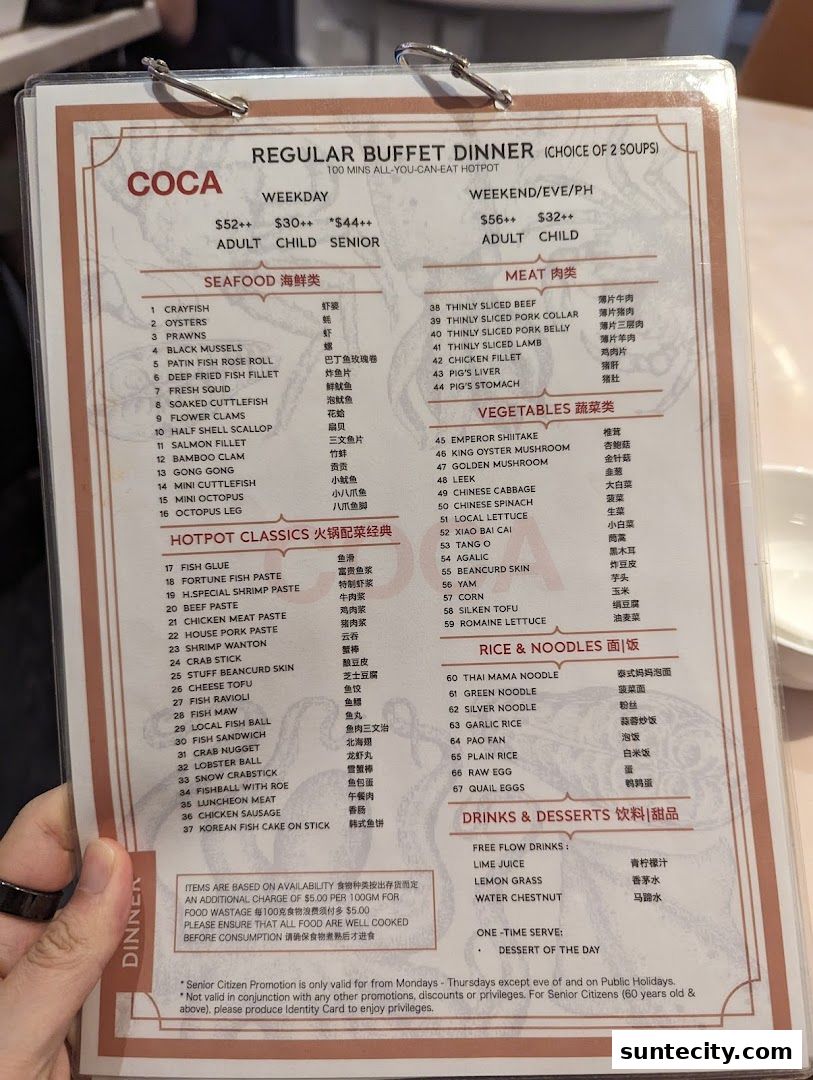 REGULAR BUFFET DINNER (CHOICE OF 2 SOUPS)
100 MINS ALL-YOU-CAN-EAT HOTPOT
COCA
WEEKDAY
$52++ $30++ *$44++
ADULT CHILD SENIOR
WEEKEND/EVE/PH
$56++ $32++
ADULT CHILD
SEAFOOD 海鲜类
1 CRAYFISH 虾婆
2 OYSTERS 蚝
3 PRAWNS 虾
4 BLACK MUSSELS 螺
5 PATIN FISH ROSE ROLL 巴丁鱼玫瑰卷
6 DEEP FRIED FISH FILLET 炸鱼片
7 FRESH SQUID 鲜鱿鱼
8 SOAKED CUTTLEFISH 泡鱿鱼
9 FLOWER CLAMS 花蛤
10 HALF SHELL SCALLOP 扇贝
11 SALMON FILLET 三文鱼片
12 BAMBOO CLAM 竹蚌
13 GONG GONG 贡贡
14 MINI CUTTLEFISH 小鱿鱼
15 MINI OCTOPUS 小八爪鱼
16 OCTOPUS LEG 八爪鱼脚
HOTPOT CLASSICS 火锅配菜经典
17 FISH GLUE 鱼滑
18 FORTUNE FISH PASTE 富贵鱼浆
19 H.SPECIAL SHRIMP PASTE 特制虾浆
20 BEEF PASTE 牛肉浆
21 CHICKEN MEAT PASTE 鸡肉浆
22 HOUSE PORK PASTE 猪肉浆
23 SHRIMP WANTON 云吞
24 CRAB STICK 蟹棒
25 STUFF BEANCURD SKIN 酿豆皮
26 CHEESE TOFU 芝士豆腐
27 FISH RAVIOLI 鱼饺
28 FISH MAW 鱼鳔
29 LOCAL FISH BALL 鱼丸
30 FISH SANDWICH 鱼肉三文治
31 CRAB NUGGET 北海翅
32 LOBSTER BALL 龙虾丸
33 SNOW CRABSTICK 雪蟹棒
34 FISHBALL WITH ROE 鱼包蛋
35 LUNCHEON MEAT 午餐肉
36 CHICKEN SAUSAGE 香肠
37 KOREAN FISH CAKE ON STICK 韩式鱼饼
MEAT 肉类
38 THINLY SLICED BEEF 薄片牛肉
39 THINLY SLICED PORK COLLAR 薄片猪肉
40 THINLY SLICED PORK BELLY 薄片三层肉
41 THINLY SLICED LAMB 薄片羊肉
42 CHICKEN FILLET 鸡肉片
43 PIG'S LIVER 猪肝
44 PIG'S STOMACH 猪肚
VEGETABLES 蔬菜类
45 EMPEROR SHIITAKE 椎茸
46 KING OYSTER MUSHROOM 杏鲍菇
47 GOLDEN MUSHROOM 金针菇
48 LEEK 韭葱
49 CHINESE CABBAGE 大白菜
50 CHINESE SPINACH 菠菜
51 LOCAL LETTUCE 生菜
52 XIAO BAI CAI 小白菜
53 TANG O 茼蒿
54 AGALIC 黑木耳
55 BEANCURD SKIN 炸豆皮
56 YAM 芋头
57 CORN 玉米
58 SILKEN TOFU 绢豆腐
59 ROMAINE LETTUCE 油麦菜
RICE & NOODLES 面|饭
60 THAI MAMA NOODLE 泰式妈妈泡面
61 GREEN NOODLE 菠菜面
62 SILVER NOODLE 粉丝
63 GARLIC RICE 蒜蓉炒饭
64 PAO FAN 泡饭
65 PLAIN RICE 白米饭
66 RAW EGG 蛋
67 QUAIL EGGS 鹌鹑蛋
DRINKS & DESSERTS 饮料|甜品
FREE FLOW DRINKS :
LIME JUICE 青柠檬汁
LEMON GRASS 香茅水
WATER CHESTNUT 马蹄水
ONE -TIME SERVE:
• DESSERT OF THE DAY
ITEMS ARE BASED ON AVAILABILITY 食物种类按出存货而定
AN ADDITIONAL CHARGE OF $5.00 PER 100GM FOR
FOOD WASTAGE 每100克食物浪费须付多 $5.00
PLEASE ENSURE THAT ALL FOOD ARE WELL COOKED
BEFORE CONSUMPTION 请确保食物煮熟后才进食
DINNER
* Senior Citizen Promotion is only valid for from Mondays - Thursdays except eve of and on Public Holidays.
* Not valid in conjunction with any other promotions, discounts or privileges. For Senior Citizens (60 years old &
above), please produce Identity Card to enjoy privileges.
COCA
suntecity.com